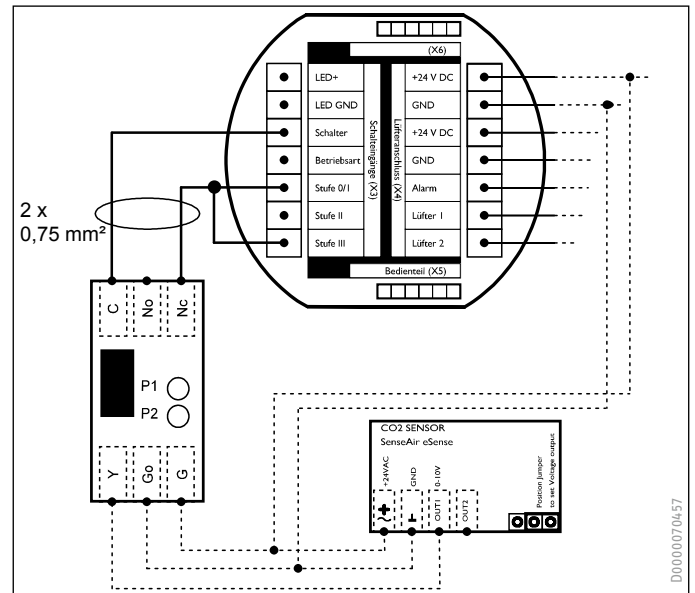 (X6)
LED+
LED GND
Schalter
Betriebsart
Stufe 0/I
Stufe II
Stufe III
Schalteingänge (X3)
Lüfteranschluss (X4)
+24 V DC
GND
+24 V DC
GND
Alarm
Lüfter 1
Lüfter 2
Bedienteil (X5)
2 x
0,75 mm²
C
No
Nc
P1
P2
Y
Go
G
CO2 SENSOR
SenseAir eSense
+24VAC
GND
0-10V
OUT1
OUT2
Position Jumper
to set Voltage output
D0000070457